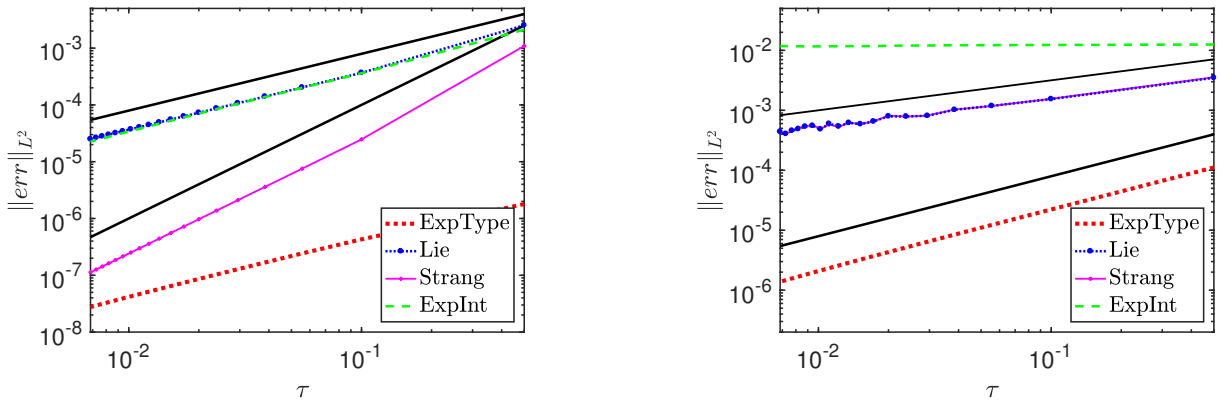 10^{-3}
10^{-4}
10^{-5}
10^{-6}
10^{-7}
10^{-8}
‖err‖_{L^2}
10^{-2}
10^{-1}
τ
ExpType
Lie
Strang
ExpInt
10^{-2}
10^{-3}
10^{-4}
10^{-5}
10^{-6}
‖err‖_{L^2}
10^{-2}
10^{-1}
τ
ExpType
Lie
Strang
ExpInt